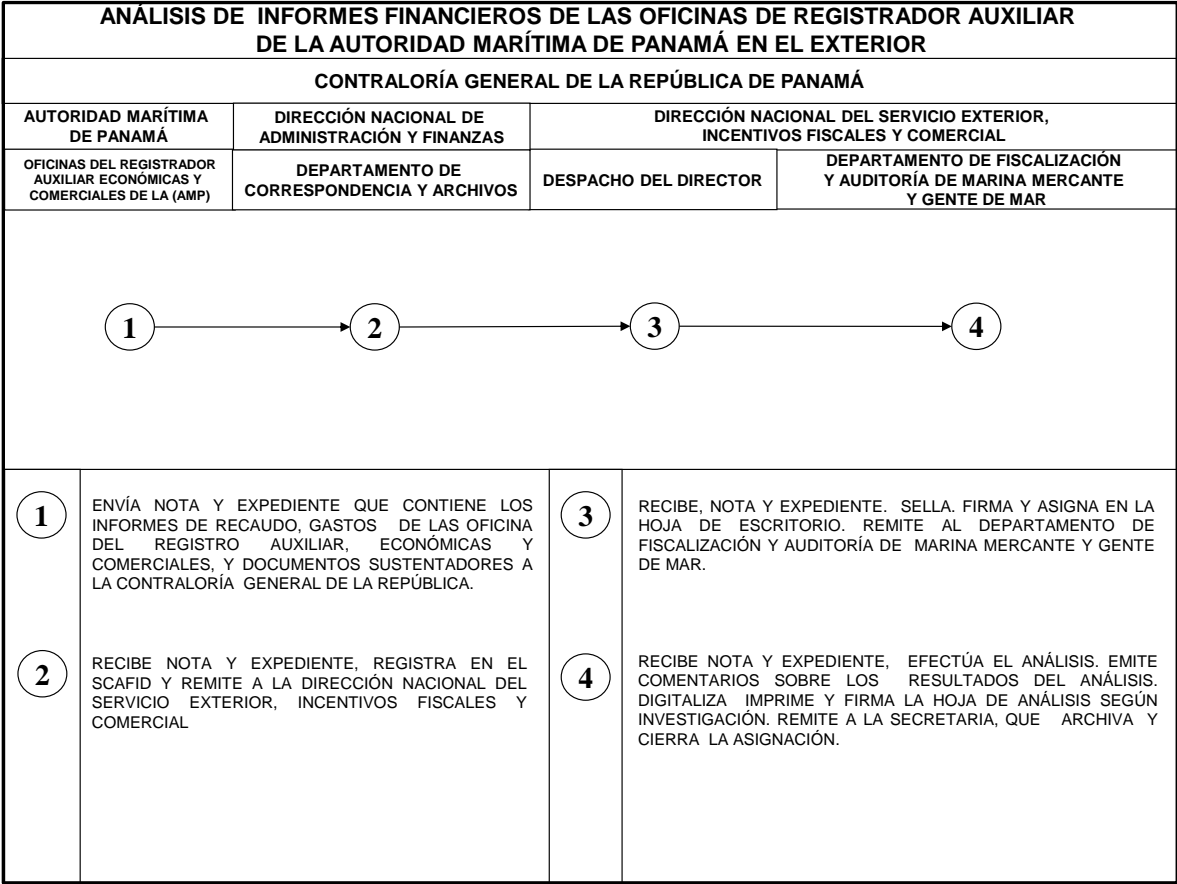 ANÁLISIS DE INFORMES FINANCIEROS DE LAS OFICINAS DE REGISTRADOR AUXILIAR
DE LA AUTORIDAD MARÍTIMA DE PANAMÁ EN EL EXTERIOR
CONTRALORÍA GENERAL DE LA REPÚBLICA DE PANAMÁ
AUTORIDAD MARÍTIMA
DE PANAMÁ
DIRECCIÓN NACIONAL DE
ADMINISTRACIÓN Y FINANZAS
DIRECCIÓN NACIONAL DEL SERVICIO EXTERIOR,
INCENTIVOS FISCALES Y COMERCIAL
OFICINAS DEL REGISTRADOR
AUXILIAR ECONÓMICAS Y
COMERCIALES DE LA (AMP)
DEPARTAMENTO DE
CORRESPONDENCIA Y ARCHIVOS
DESPACHO DEL DIRECTOR
DEPARTAMENTO DE FISCALIZACIÓN
Y AUDITORÍA DE MARINA MERCANTE
Y GENTE DE MAR
1
2
3
4
1
ENVÍA NOTA Y EXPEDIENTE QUE CONTIENE LOS
INFORMES DE RECAUDO, GASTOS DE LAS OFICINA
DEL REGISTRO AUXILIAR, ECONÓMICAS Y
COMERCIALES, Y DOCUMENTOS SUSTENTADORES A
LA CONTRALORÍA GENERAL DE LA REPÚBLICA.
2
RECIBE NOTA Y EXPEDIENTE, REGISTRA EN EL
SCAFID Y REMITE A LA DIRECCIÓN NACIONAL DEL
SERVICIO EXTERIOR, INCENTIVOS FISCALES Y
COMERCIAL
3
RECIBE, NOTA Y EXPEDIENTE. SELLA. FIRMA Y ASIGNA EN LA
HOJA DE ESCRITORIO. REMITE AL DEPARTAMENTO DE
FISCALIZACIÓN Y AUDITORÍA DE MARINA MERCANTE Y GENTE
DE MAR.
4
RECIBE NOTA Y EXPEDIENTE, EFECTÚA EL ANÁLISIS. EMITE
COMENTARIOS SOBRE LOS RESULTADOS DEL ANÁLISIS.
DIGITALIZA IMPRIME Y FIRMA LA HOJA DE ANÁLISIS SEGÚN
INVESTIGACIÓN. REMITE A LA SECRETARIA, QUE ARCHIVA Y
CIERRA LA ASIGNACIÓN.